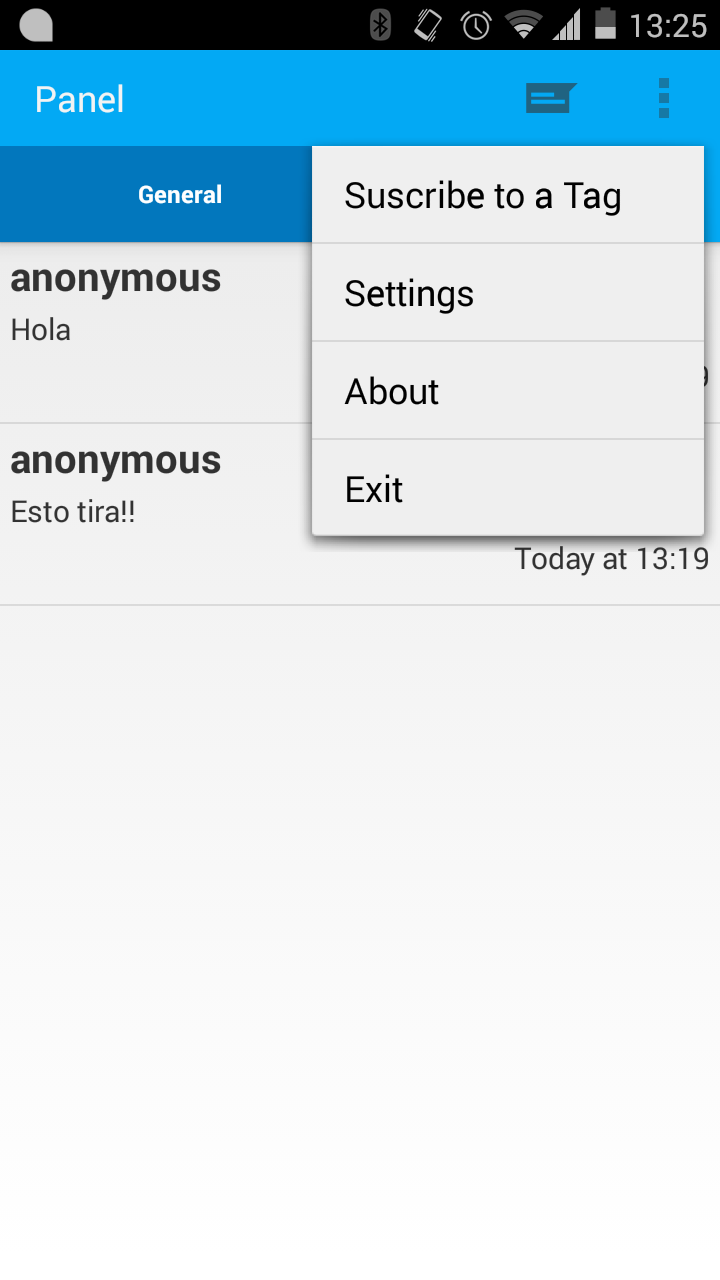 13:25
Panel
General
Suscribe to a Tag
anonymous
Settings
Hola
About
anonymous
Exit
Esto tira!!
Today at 13:19